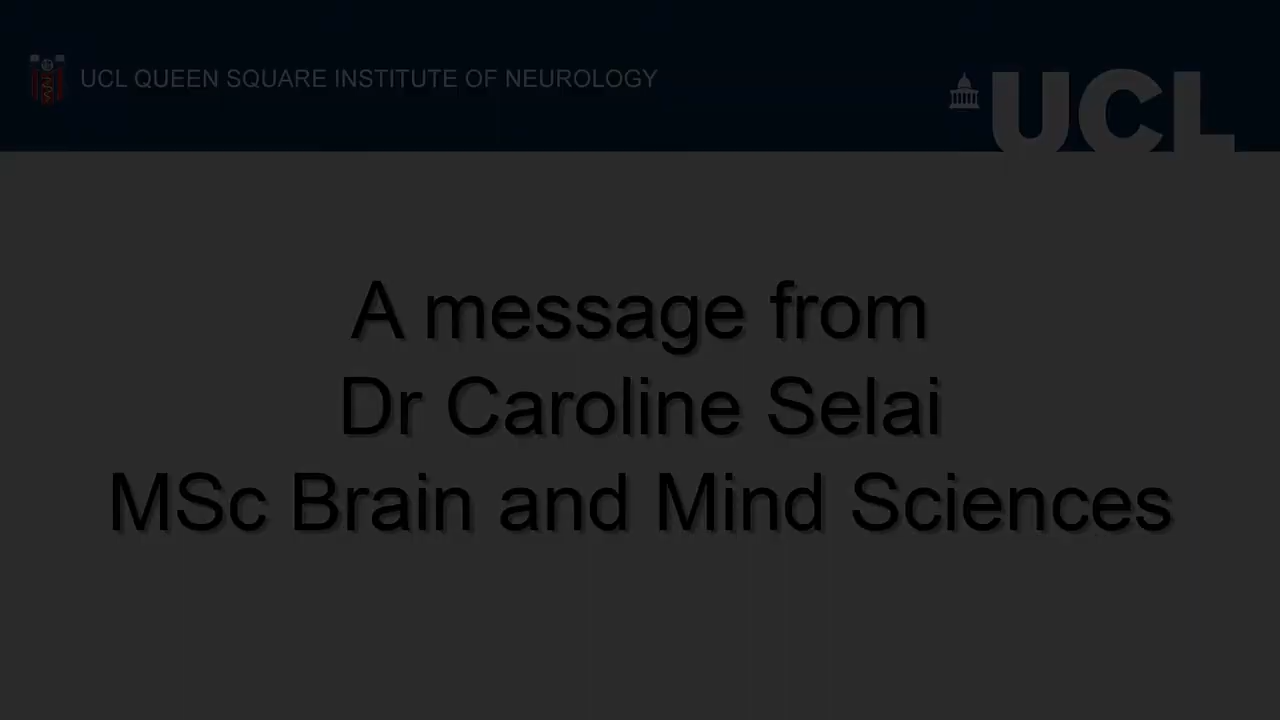 UCL QUEEN SQUARE INSTITUTE OF NEUROLOGY
UCL
A message from
Dr Caroline Selai
MSc Brain and Mind Sciences